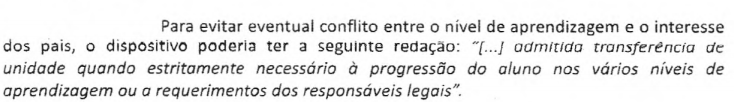 Para evitar eventual conflito entre o nível de aprendizagem e o interesse
dos pais, o dispositivo poderia ter a seguinte redação: "[...] admitida transferência de
unidade quando estritamente necessário à progressão do aluno nos vários níveis de
aprendizagem ou a requerimentos dos responsáveis legais".